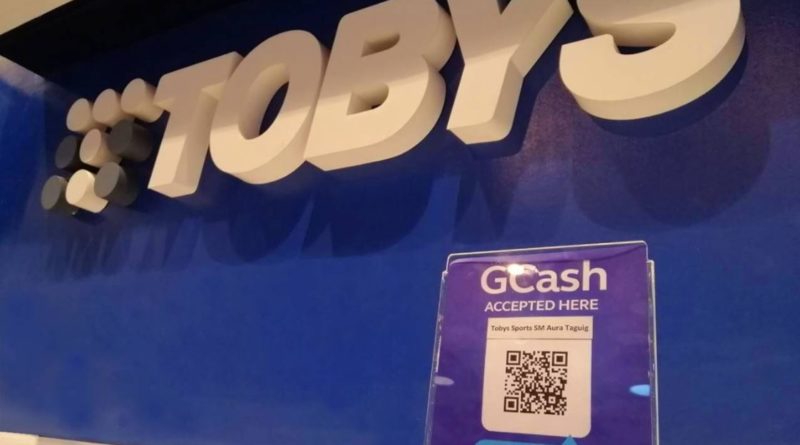 TOBYS
GCash
ACCEPTED HERE
Tobys Sports SM Aura Taguig